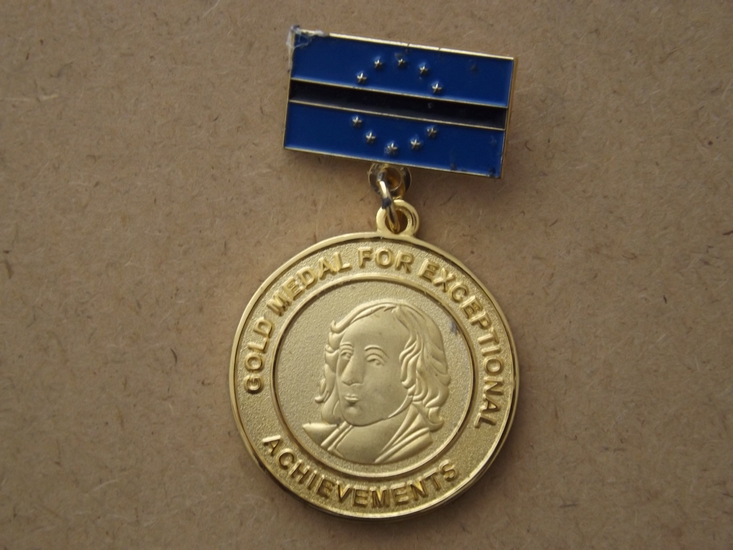 GOLD MEDAL FOR EXCEPTIONAL
ACHIEVEMENTS